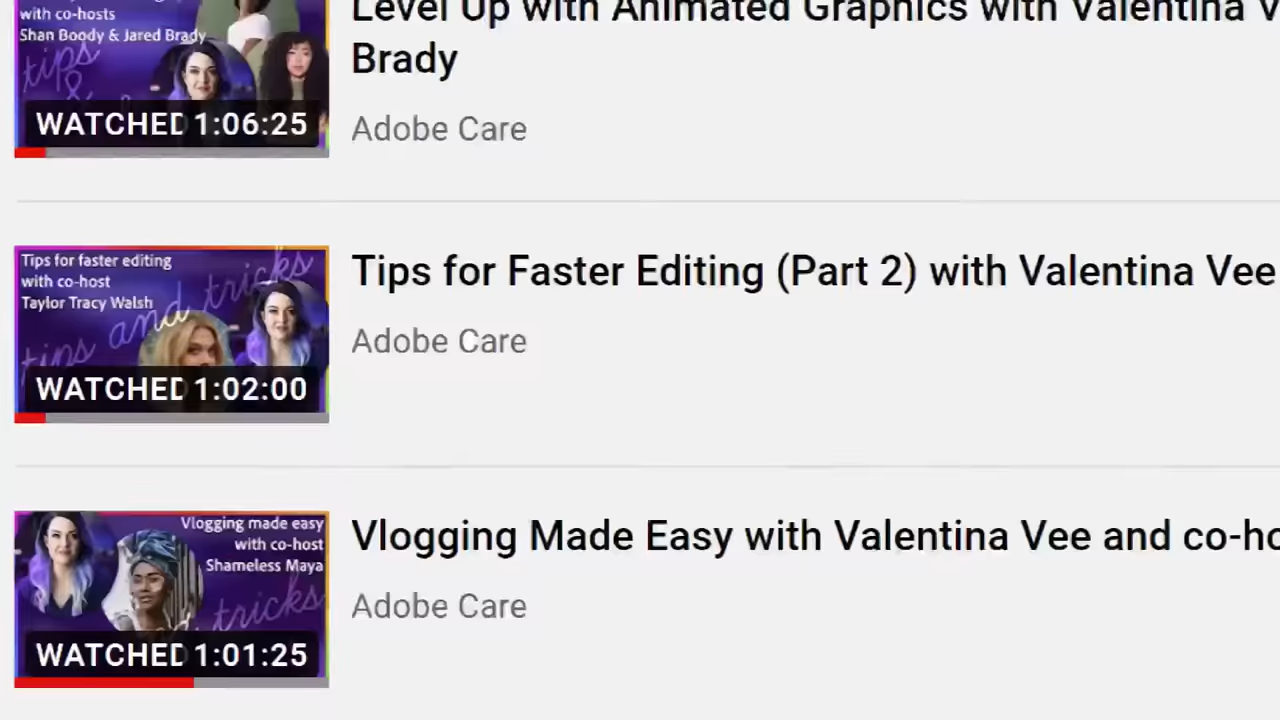 with co-hosts
Shan Boody & Jared Brady
tips
&
WATCHED 1:06:25
Level Up with Animated Graphics with Valentina V
Brady
Adobe Care
Tips for faster editing
with co-host
Taylor Tracy Walsh
tips and tricks
WATCHED 1:02:00
Tips for Faster Editing (Part 2) with Valentina Vee
Adobe Care
Vlogging made easy
with co-host
Shameless Maya
tricks
WATCHED 1:01:25
Vlogging Made Easy with Valentina Vee and co-ho
Adobe Care